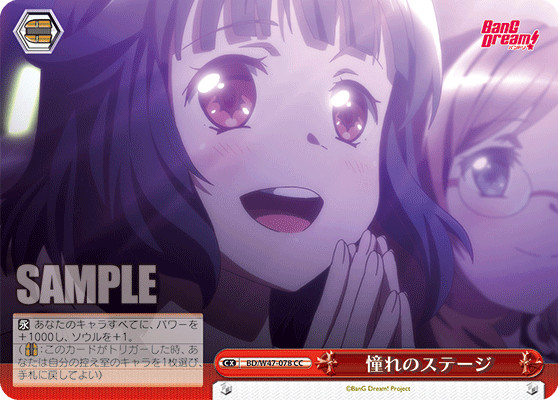 BanG Dream!
バンドリ!
SAMPLE
永 あなたのキャラすべてに、パワーを
+1000し、ソウルを+1。
(:このカードがトリガーした時、あ
なたは自分の控え室のキャラを1枚選び、
手札に戻してよい)
CX BD/W47-078 CC 憧れのステージ
©BanG Dream! Project